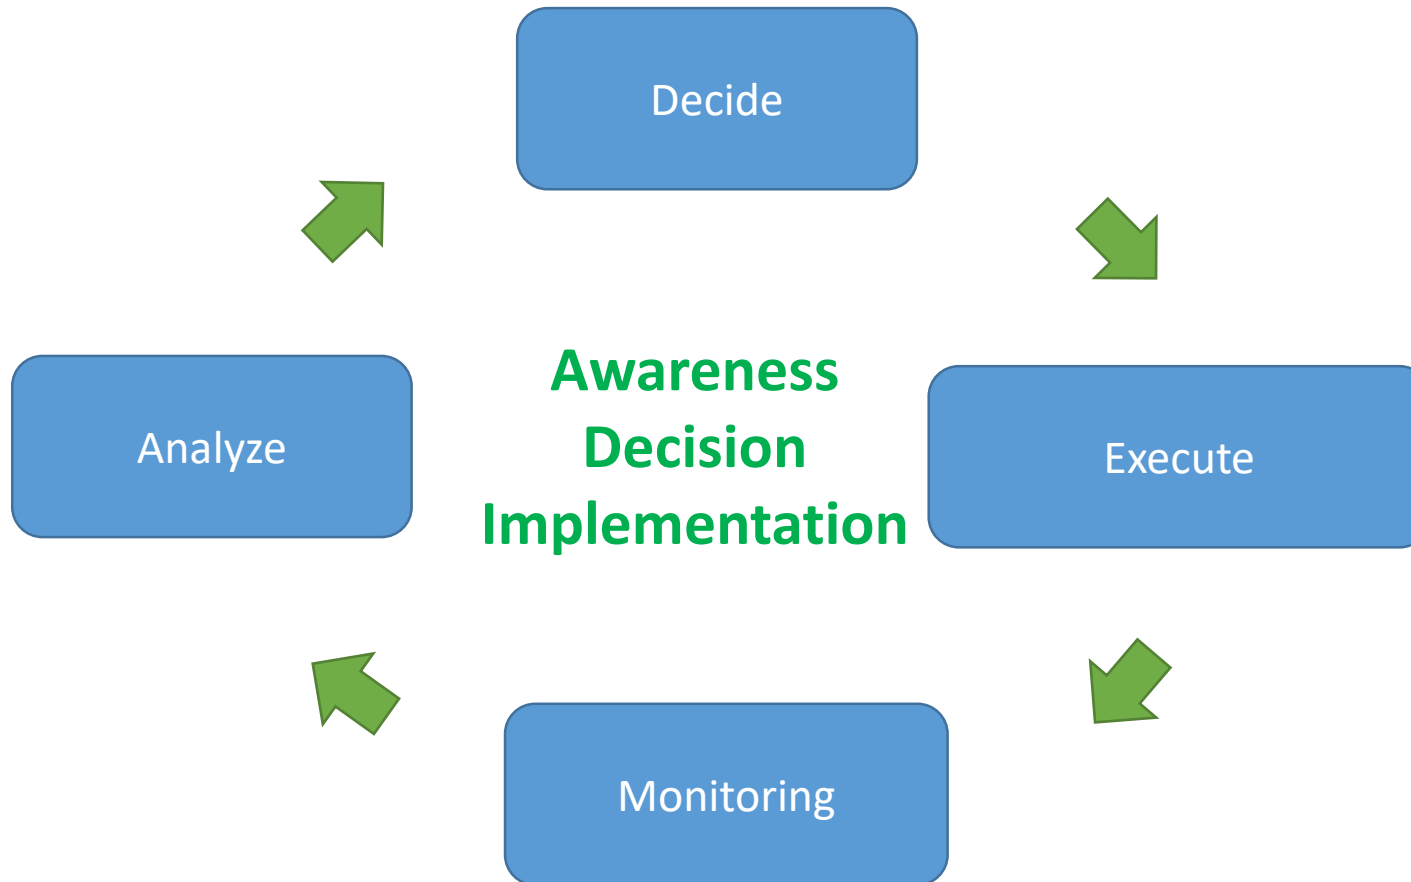 Decide
Analyze
Awareness
Decision
Implementation
Execute
Monitoring